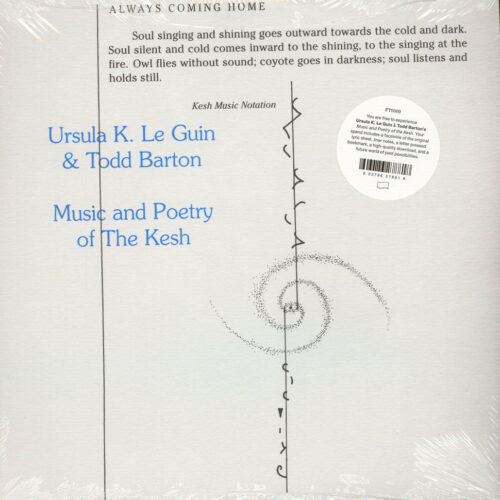 ALWAYS COMING HOME
Soul singing and shining goes outward towards the cold and dark.
Soul silent and cold comes inward to the shining, to the singing at the
fire. Owl flies without sound; coyote goes in darkness; soul listens and
holds still.
Kesh Music Notation
Ursula K. Le Guin
& Todd Barton
Music and Poetry
of The Kesh
You are free to experience
Ursula K. Le Guin & Todd Barton's
Music and Poetry of the Kesh. Your
spend includes a facsimile of the original
lyric sheet, liner notes, a letter pressed
bookmark, a high-quality download, and a
future world of past possibilities.